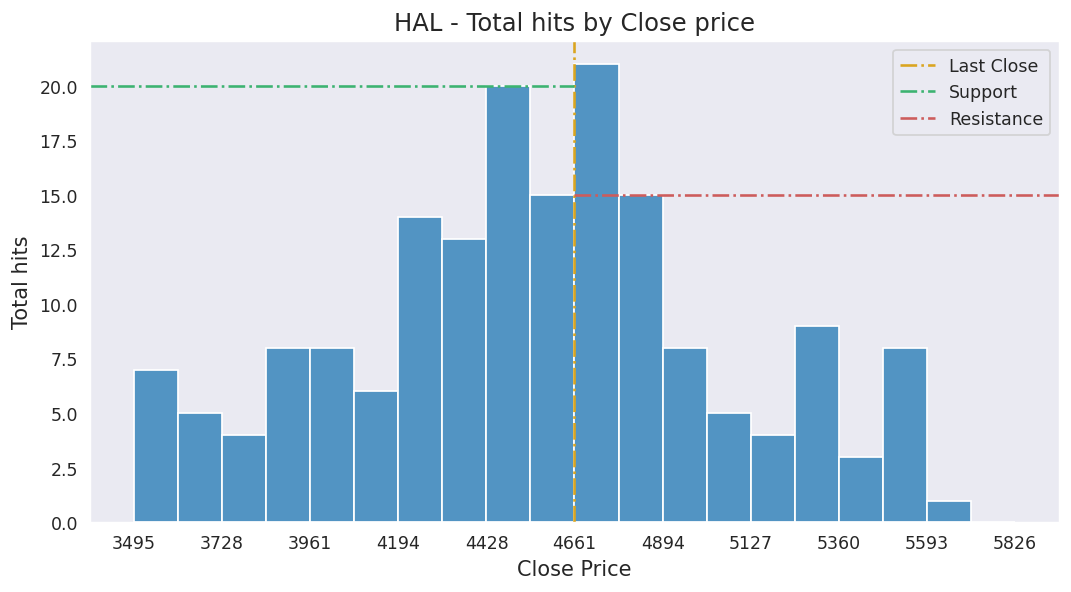 HAL - Total hits by Close price
Last Close
Support
Resistance
Total hits
20.0
17.5
15.0
12.5
10.0
7.5
5.0
2.5
0.0
3495 3728 3961 4194 4428 4661 4894 5127 5360 5593 5826
Close Price